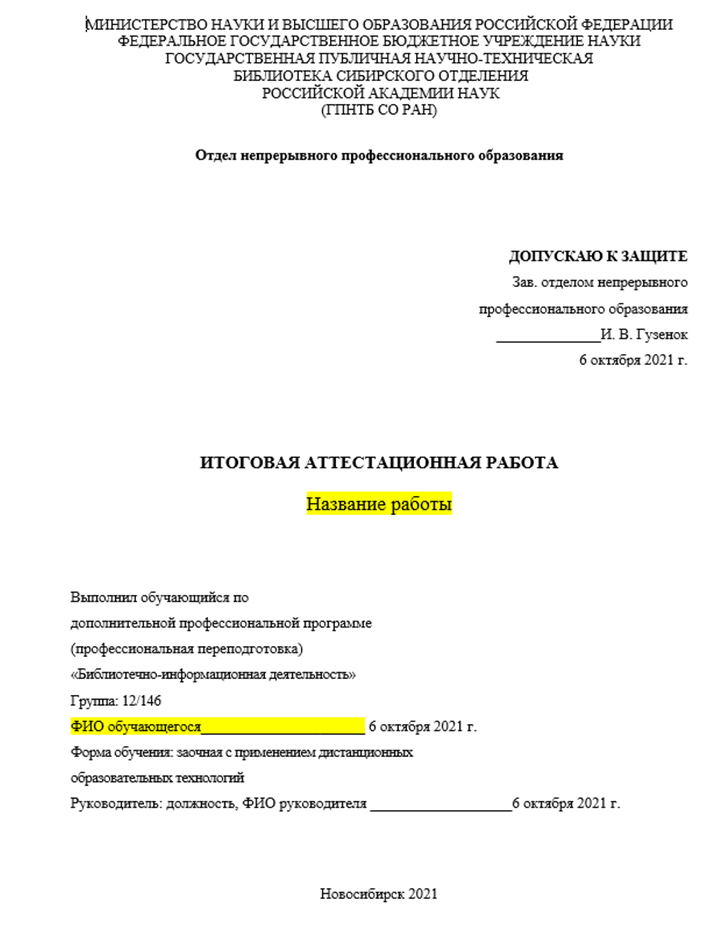 МИНИСТЕРСТВО НАУКИ И ВЫСШЕГО ОБРАЗОВАНИЯ РОССИЙСКОЙ ФЕДЕРАЦИИ
ФЕДЕРАЛЬНОЕ ГОСУДАРСТВЕННОЕ БЮДЖЕТНОЕ УЧРЕЖДЕНИЕ НАУКИ
ГОСУДАРСТВЕННАЯ ПУБЛИЧНАЯ НАУЧНО-ТЕХНИЧЕСКАЯ
БИБЛИОТЕКА СИБИРСКОГО ОТДЕЛЕНИЯ
РОССИЙСКОЙ АКАДЕМИИ НАУК
(ГПНТБ СО РАН)
Отдел непрерывного профессионального образования
ДОПУСКАЮ К ЗАЩИТЕ
Зав. отделом непрерывного
профессионального образования
______________И. В. Гузенок
6 октября 2021 г.
ИТОГОВАЯ АТТЕСТАЦИОННАЯ РАБОТА
Название работы
Выполнил обучающийся по
дополнительной профессиональной программе
(профессиональная переподготовка)
«Библиотечно-информационная деятельность»
Группа: 12/146
ФИО обучающегося______________________ 6 октября 2021 г.
Форма обучения: заочная с применением дистанционных
образовательных технологий
Руководитель: должность, ФИО руководителя ___________________6 октября 2021 г.
Новосибирск 2021